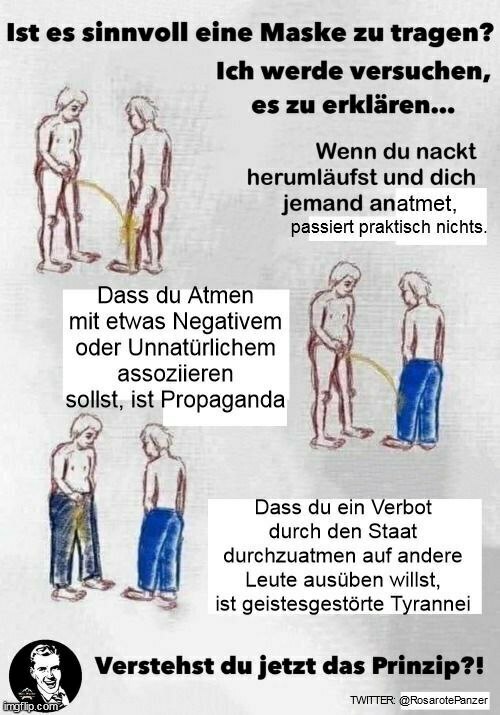 Ist es sinnvoll eine Maske zu tragen?
Ich werde versuchen,
es zu erklären...
Wenn du nackt
herumläufst und dich
jemand anatmet,
passiert praktisch nichts.
Dass du Atmen
mit etwas Negativem
oder Unnatürlichem
assoziieren
sollst, ist Propaganda
Dass du ein Verbot
durch den Staat
durchzuatmen auf andere
Leute ausüben willst,
ist geistesgestörte Tyrannei
Verstehst du jetzt das Prinzip?!
TWITTER: @RosarotePanzer
imgflip.com